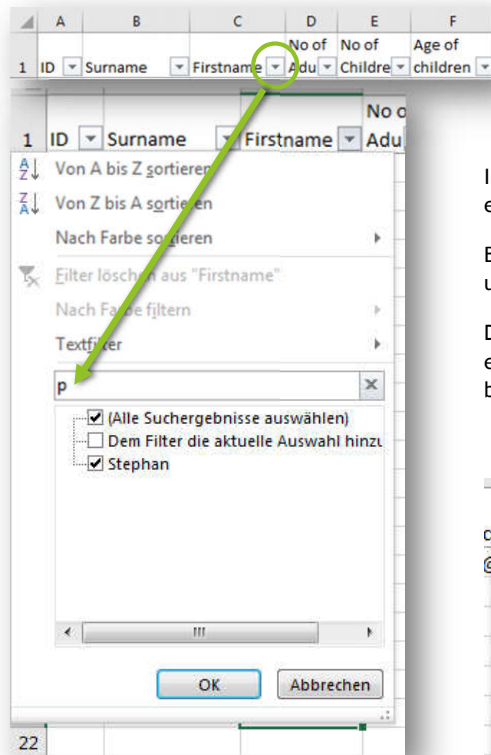 A B C D E F
No of No of Age of
1 ID Surname Firstname Adu Childre children
No o
1 ID Surname Firstname Adu
Von A bis Z sortieren
Von Z bis A sortieren
Nach Farbe sortieren
Filter löschen aus "Firstname"
Nach Farbe filtern
Textfilter
p
(Alle Suchergebnisse auswählen)
Dem Filter die aktuelle Auswahl hinzu
Stephan
OK Abbrechen
22